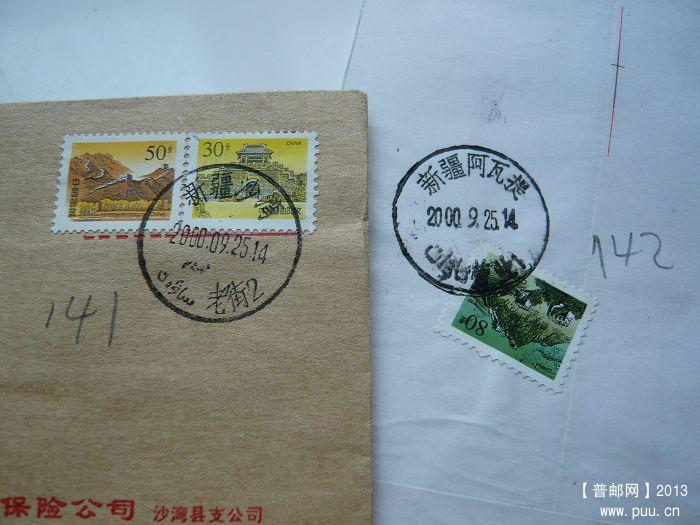 50分
30分
CHINA
新疆
2000.09.25.14
老街2
141
保险公司 沙湾县支公司
新疆阿瓦提
2000.9.25.14
80分
142
【普邮网】2013
www.puu.cn